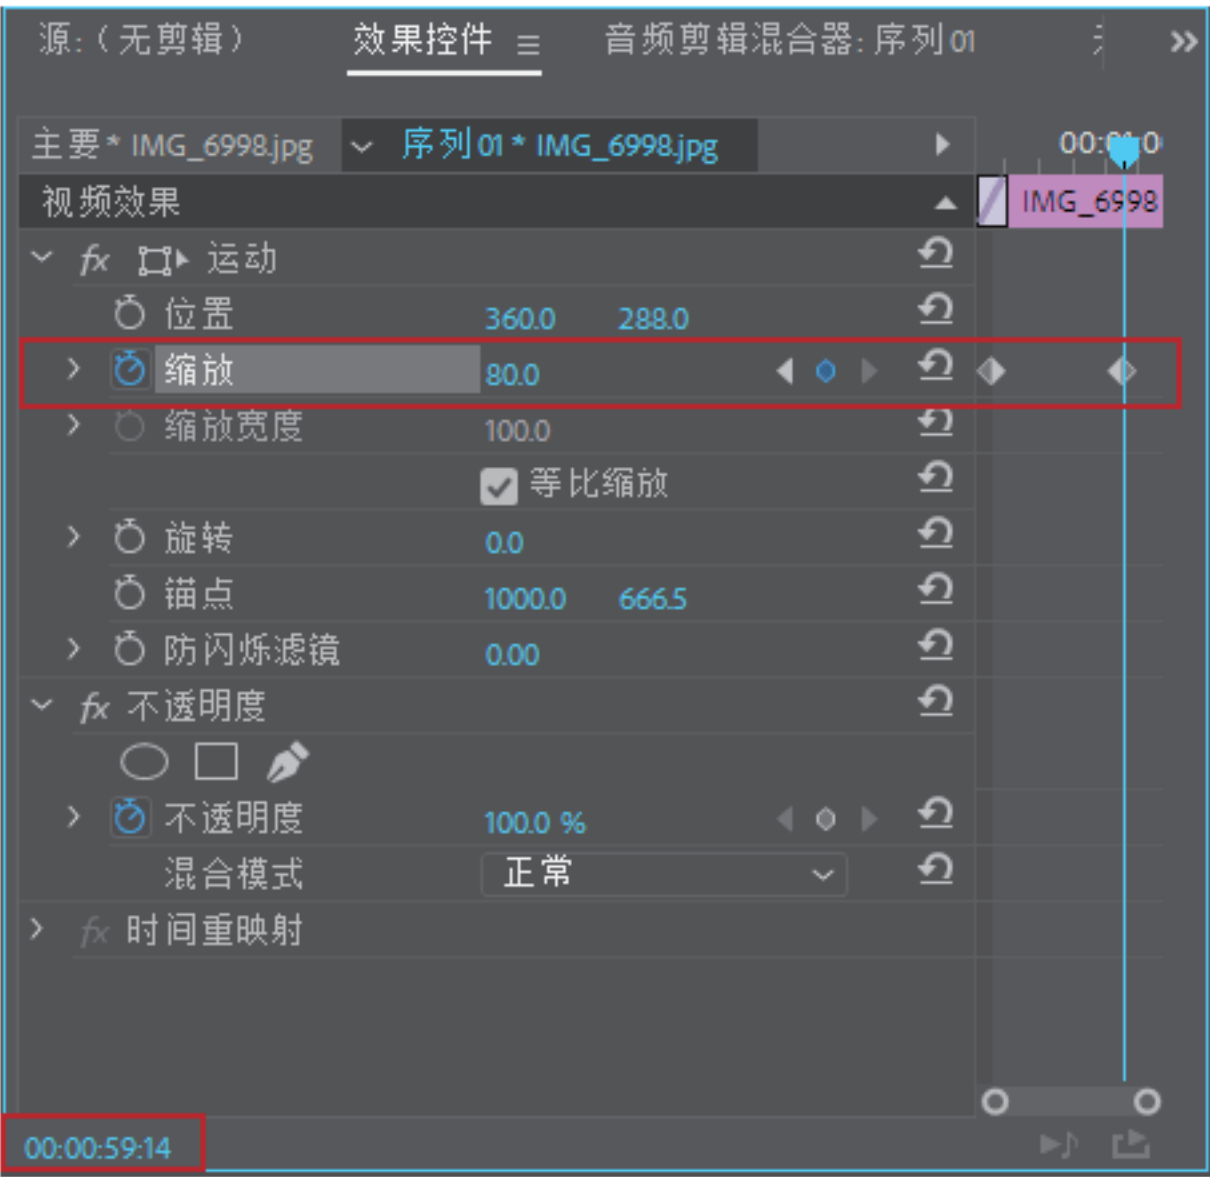 源:（无剪辑）　效果控件　音频剪辑混合器: 序列 01
主要* IMG_6998.jpg　序列 01* IMG_6998.jpg
视频效果　IMG_6998
fx 运动
位置　360.0　288.0
缩放　80.0
缩放宽度　100.0
等比缩放
旋转　0.0
锚点　1000.0　666.5
防闪烁滤镜　0.00
fx 不透明度
不透明度　100.0 %
混合模式　正常
fx 时间重映射
00:00:59:14